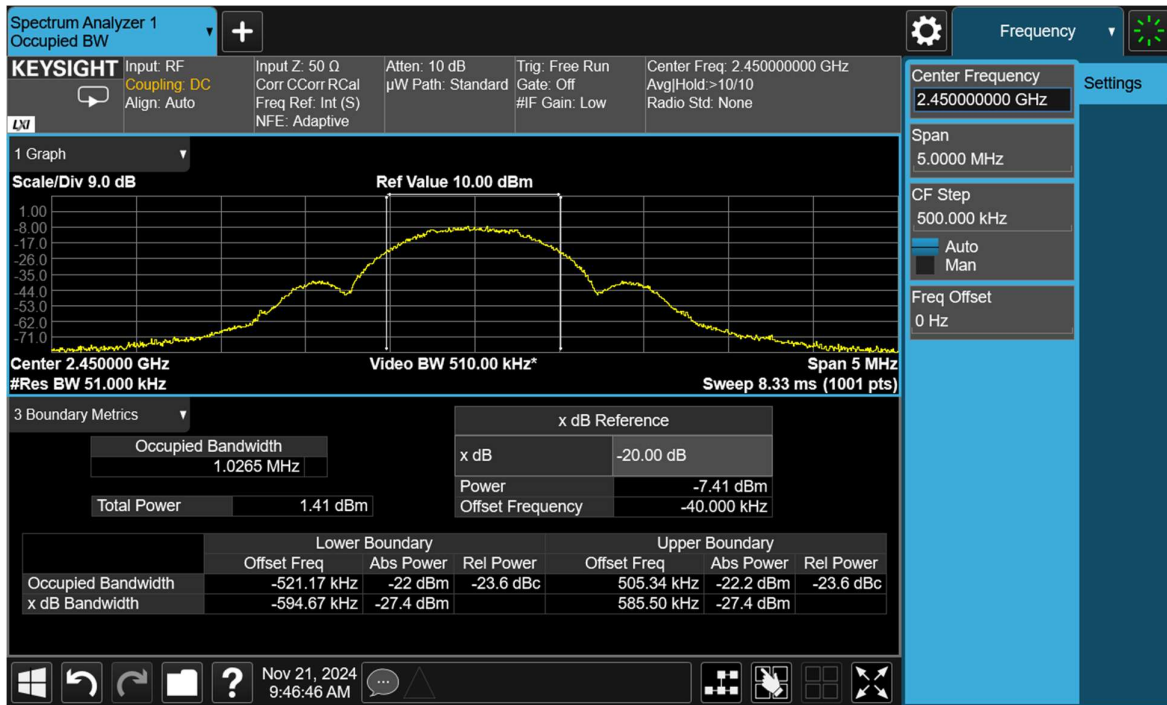 Spectrum Analyzer 1
Occupied BW
+
Frequency
KEYSIGHT
LXI
Input: RF
Coupling: DC
Align: Auto
Input Z: 50 Ω
Corr CCorr RCal
Freq Ref: Int (S)
NFE: Adaptive
Atten: 10 dB
µW Path: Standard
Trig: Free Run
Gate: Off
#IF Gain: Low
Center Freq: 2.450000000 GHz
Avg|Hold:>10/10
Radio Std: None
Center Frequency
2.450000000 GHz
Settings
Span
5.0000 MHz
CF Step
500.000 kHz
Auto
Man
Freq Offset
0 Hz
1 Graph
Scale/Div 9.0 dB
Ref Value 10.00 dBm
1.00
-8.00
-17.0
-26.0
-35.0
-44.0
-53.0
-62.0
-71.0
Center 2.450000 GHz
Video BW 510.00 kHz*
Span 5 MHz
#Res BW 51.000 kHz
Sweep 8.33 ms (1001 pts)
3 Boundary Metrics
Occupied Bandwidth
1.0265 MHz
Total Power 1.41 dBm
x dB Reference
x dB -20.00 dB
Power -7.41 dBm
Offset Frequency -40.000 kHz
Lower Boundary Upper Boundary
Offset Freq Abs Power Rel Power Offset Freq Abs Power Rel Power
Occupied Bandwidth -521.17 kHz -22 dBm -23.6 dBc 505.34 kHz -22.2 dBm -23.6 dBc
x dB Bandwidth -594.67 kHz -27.4 dBm 585.50 kHz -27.4 dBm
?
Nov 21, 2024
9:46:46 AM